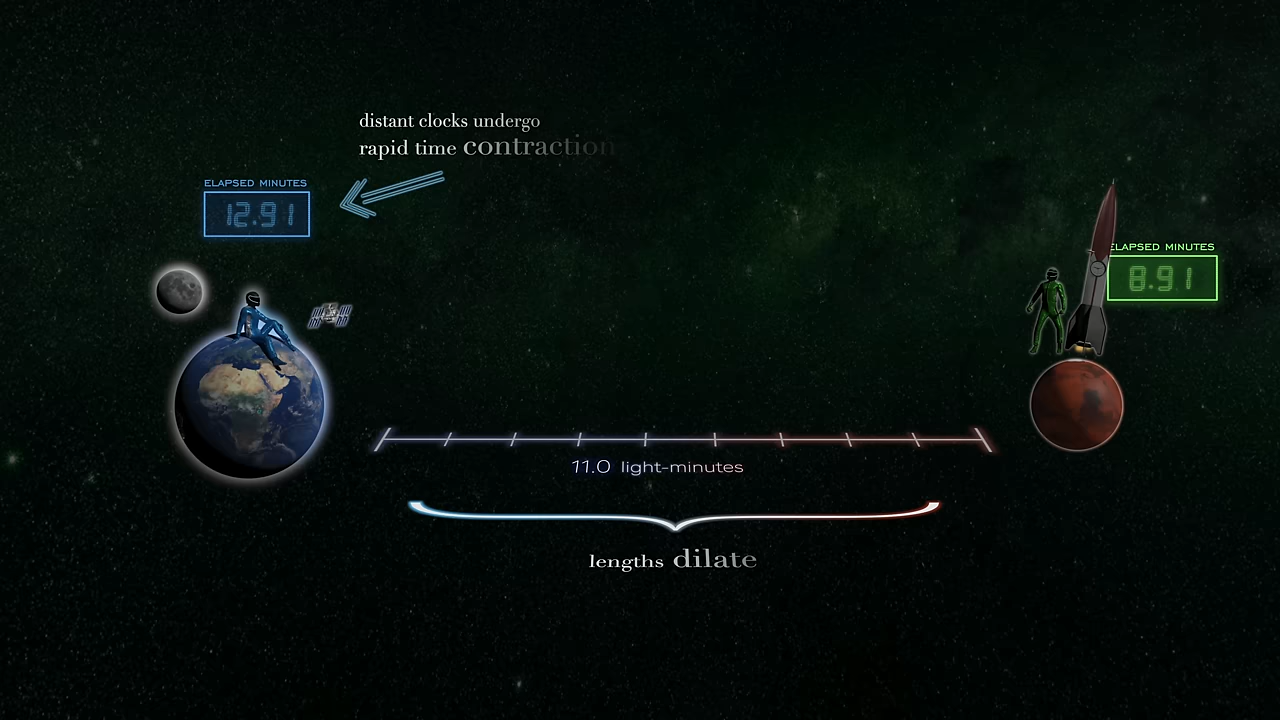 distant clocks undergo
rapid time contraction
ELAPSED MINUTES
12.91
ELAPSED MINUTES
8.91
11.0 light-minutes
lengths dilate